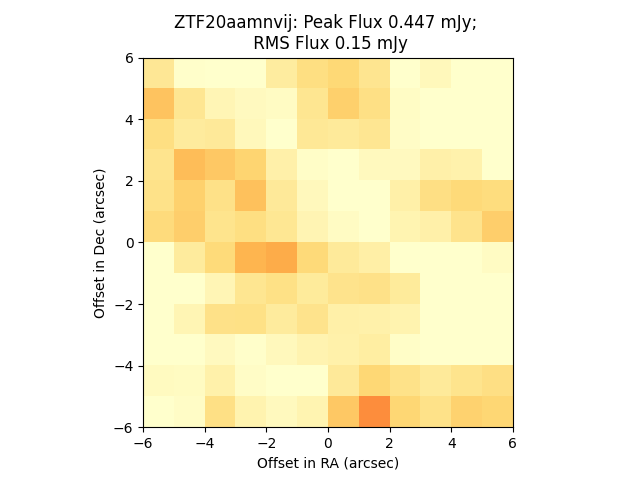 ZTF20aamnvij: Peak Flux 0.447 mJy;
RMS Flux 0.15 mJy
6
4
2
0
−2
−4
−6
Offset in Dec (arcsec)
−6 −4 −2 0 2 4 6
Offset in RA (arcsec)